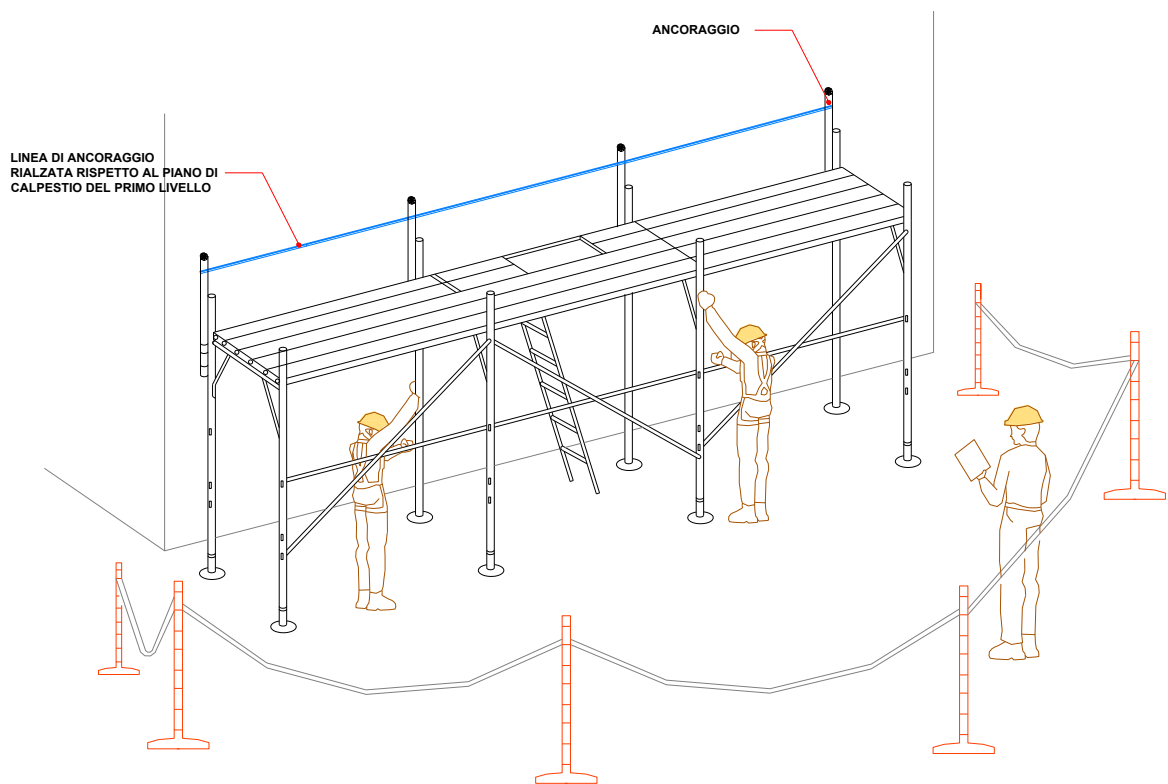 ANCORAGGIO
LINEA DI ANCORAGGIO
RIALZATA RISPETTO AL PIANO DI
CALPESTIO DEL PRIMO LIVELLO